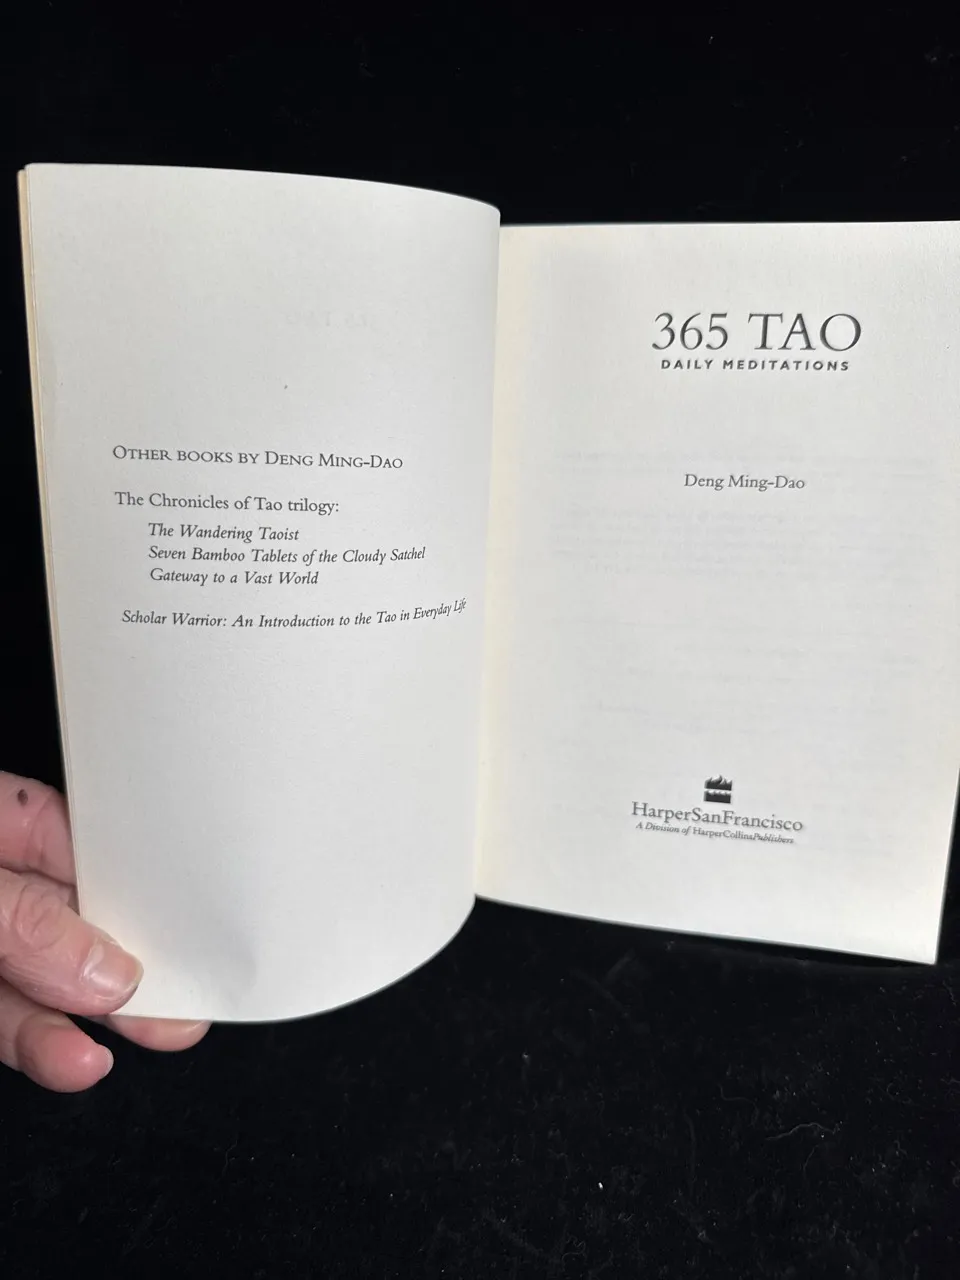 OTHER BOOKS BY DENG MING-DAO
The Chronicles of Tao trilogy:
The Wandering Taoist
Seven Bamboo Tablets of the Cloudy Satchel
Gateway to a Vast World
Scholar Warrior: An Introduction to the Tao in Everyday Life
365 TAO
DAILY MEDITATIONS
Deng Ming-Dao
HarperSanFrancisco
A Division of HarperCollinsPublishers